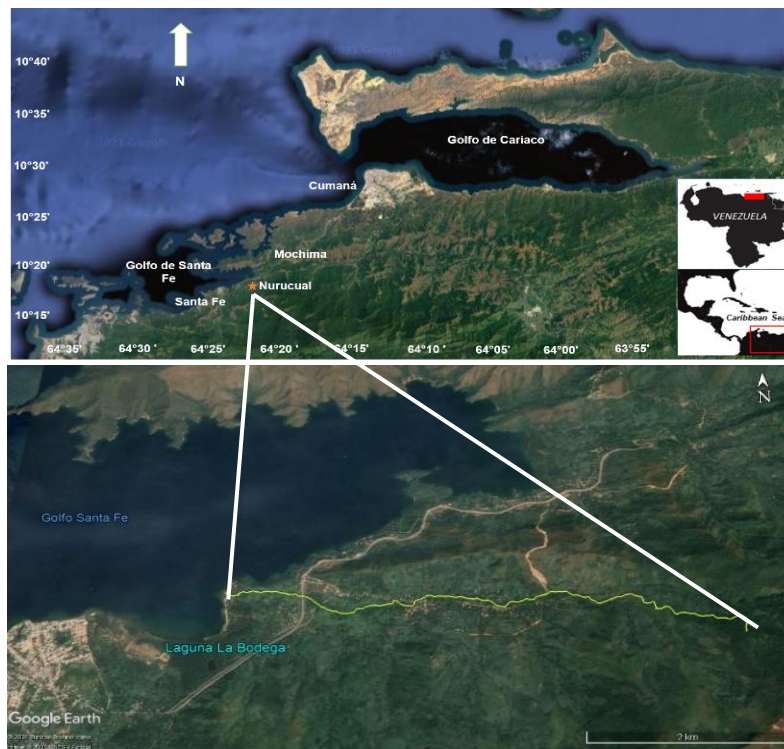 10°40'
N
© 2021 Google
10°35'
Golfo de Cariaco
10°30'
Cumaná
10°25'
VENEZUELA
Mochima
10°20'
Golfo de Santa
Fe
Nurucual
Santa Fe
10°15'
Caribbean Sea
64°35' 64°30' 64°25' 64°20' 64°15' 64°10' 64°05' 64°00' 63°55'
N
Golfo Santa Fe
Laguna La Bodega
Google Earth
2 km